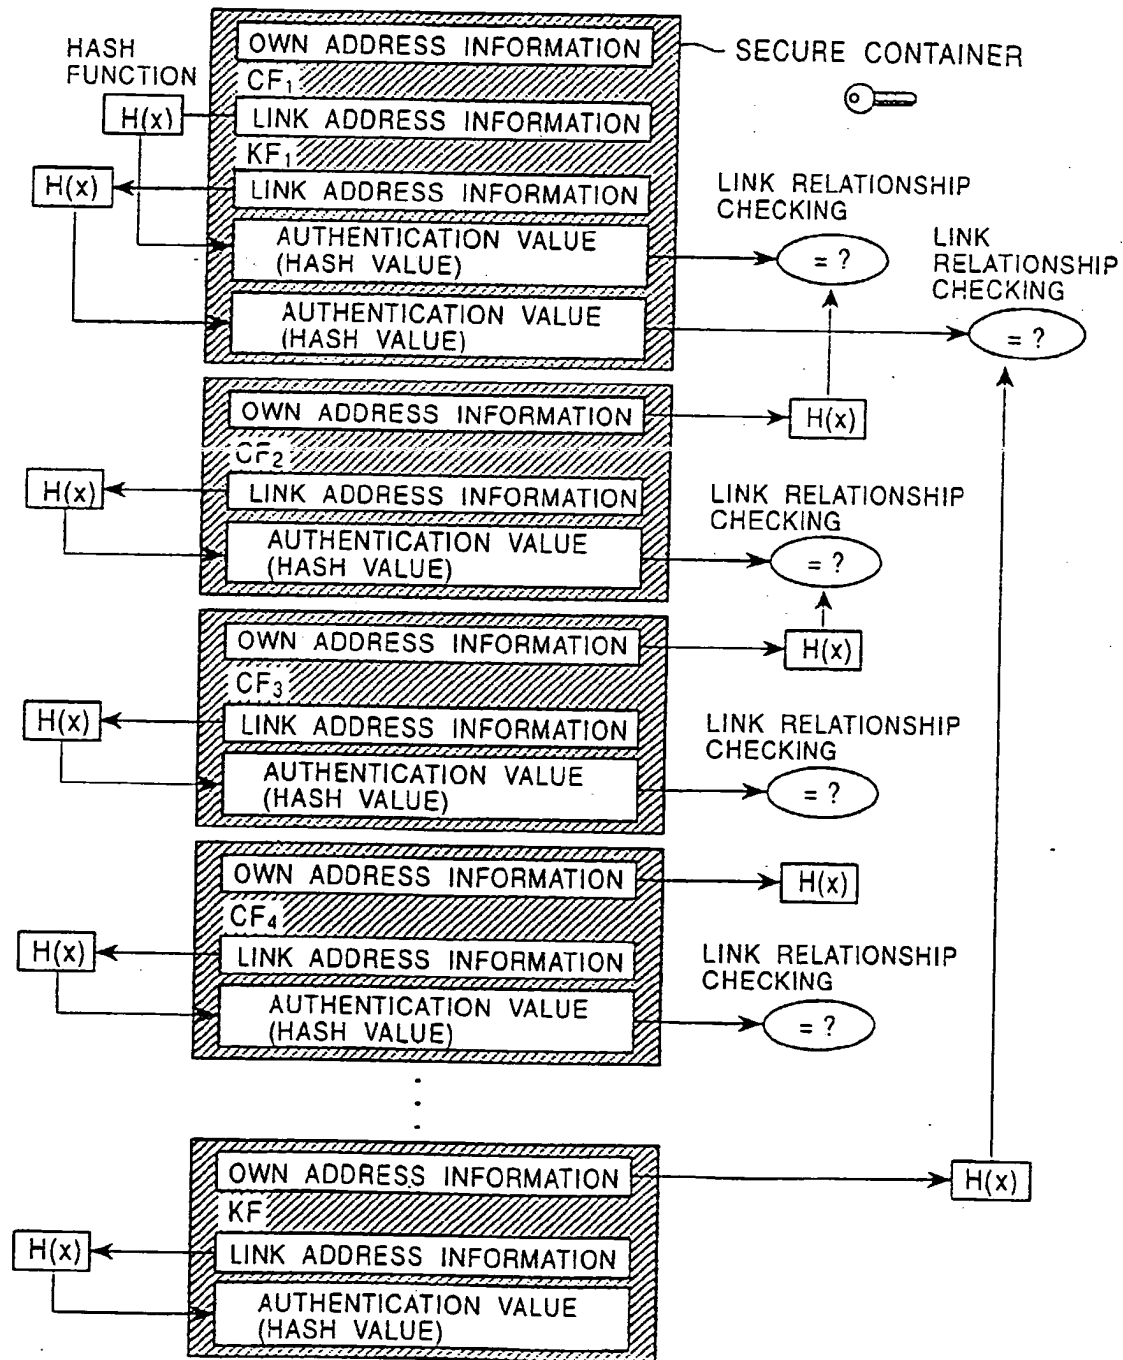 HASH
FUNCTION
H(x)
OWN ADDRESS INFORMATION
SECURE CONTAINER
CF1
LINK ADDRESS INFORMATION
KF1
H(x)
LINK ADDRESS INFORMATION
AUTHENTICATION VALUE
(HASH VALUE)
LINK RELATIONSHIP
CHECKING
= ?
AUTHENTICATION VALUE
(HASH VALUE)
LINK
RELATIONSHIP
CHECKING
= ?
OWN ADDRESS INFORMATION
H(x)
CF2
H(x)
LINK ADDRESS INFORMATION
AUTHENTICATION VALUE
(HASH VALUE)
LINK RELATIONSHIP
CHECKING
= ?
OWN ADDRESS INFORMATION
H(x)
CF3
H(x)
LINK ADDRESS INFORMATION
AUTHENTICATION VALUE
(HASH VALUE)
LINK RELATIONSHIP
CHECKING
= ?
OWN ADDRESS INFORMATION
H(x)
CF4
H(x)
LINK ADDRESS INFORMATION
AUTHENTICATION VALUE
(HASH VALUE)
LINK RELATIONSHIP
CHECKING
= ?
OWN ADDRESS INFORMATION
H(x)
KF
H(x)
LINK ADDRESS INFORMATION
AUTHENTICATION VALUE
(HASH VALUE)